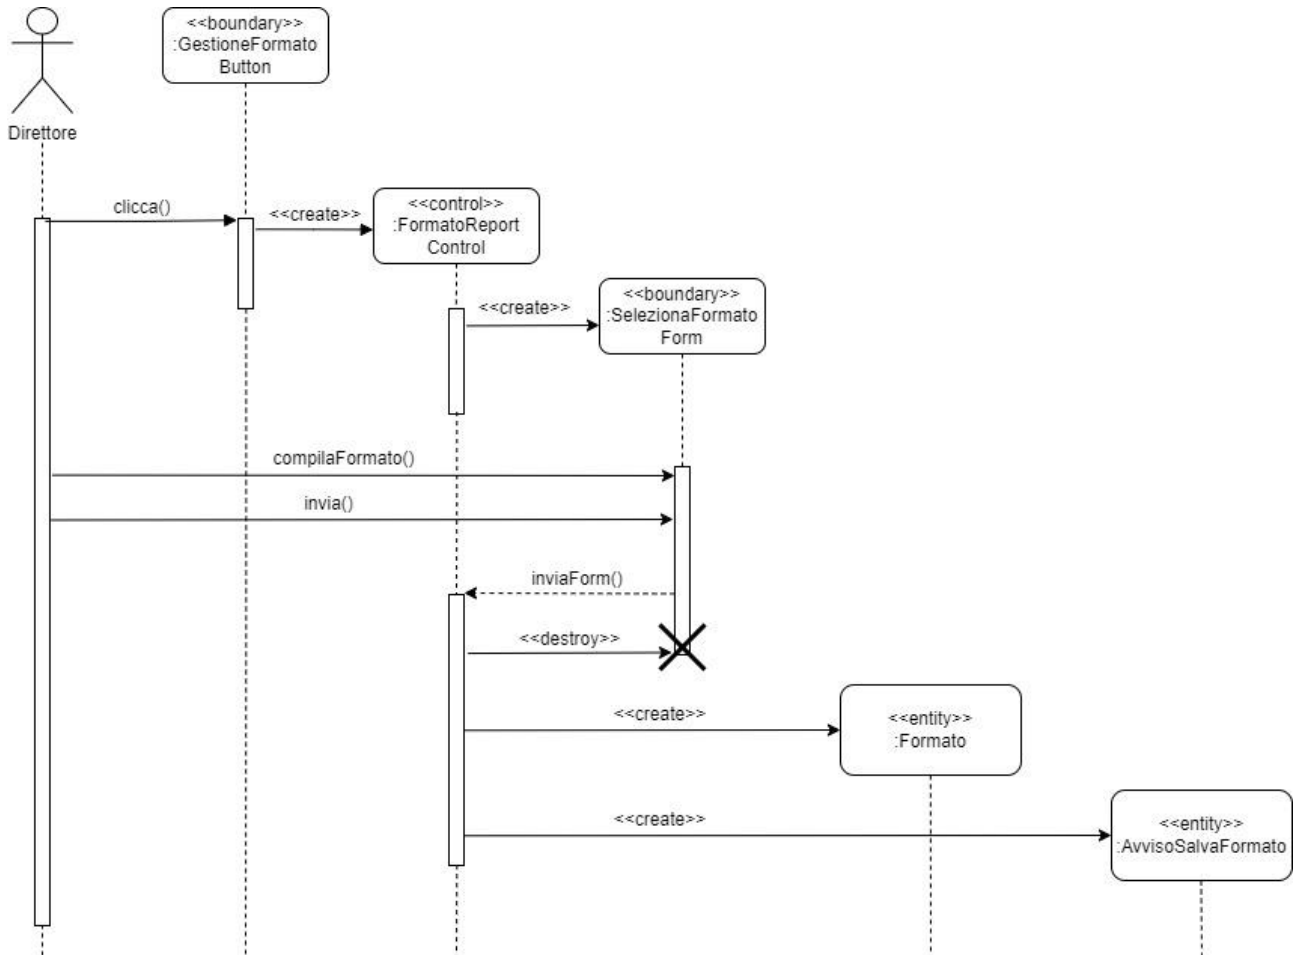 <<boundary>>
:GestioneFormato
Button
Direttore
clicca()
<<create>>
<<control>>
:FormatoReport
Control
<<create>>
<<boundary>>
:SelezionaFormato
Form
compilaFormato()
invia()
inviaForm()
<<destroy>>
<<create>>
<<entity>>
:Formato
<<create>>
<<entity>>
:AvvisoSalvaFormato